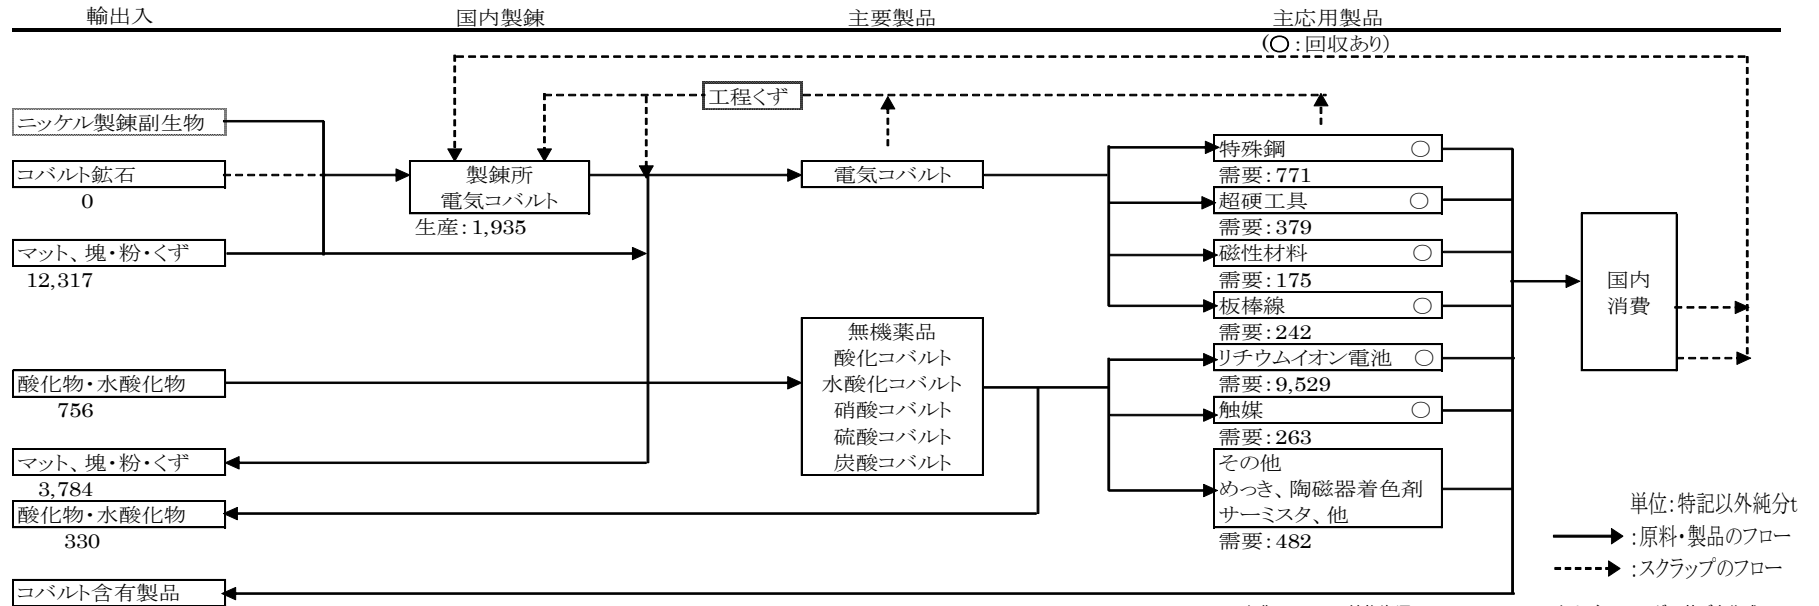 輸出入
国内製錬
主要製品
主応用製品
(○:回収あり)
工程くず
ニッケル製錬副生物
コバルト鉱石
0
マット、塊・粉・くず
12,317
酸化物・水酸化物
756
マット、塊・粉・くず
3,784
酸化物・水酸化物
330
コバルト含有製品
製錬所
電気コバルト
生産:1,935
電気コバルト
無機薬品
酸化コバルト
水酸化コバルト
硝酸コバルト
硫酸コバルト
炭酸コバルト
特殊鋼 ○
需要:771
超硬工具 ○
需要:379
磁性材料 ○
需要:175
板棒線 ○
需要:242
リチウムイオン電池 ○
需要:9,529
触媒 ○
需要:263
その他
めっき、陶磁器着色剤
サーミスタ、他
需要:482
国内
消費
単位:特記以外純分t
:原料・製品のフロー
:スクラップのフロー